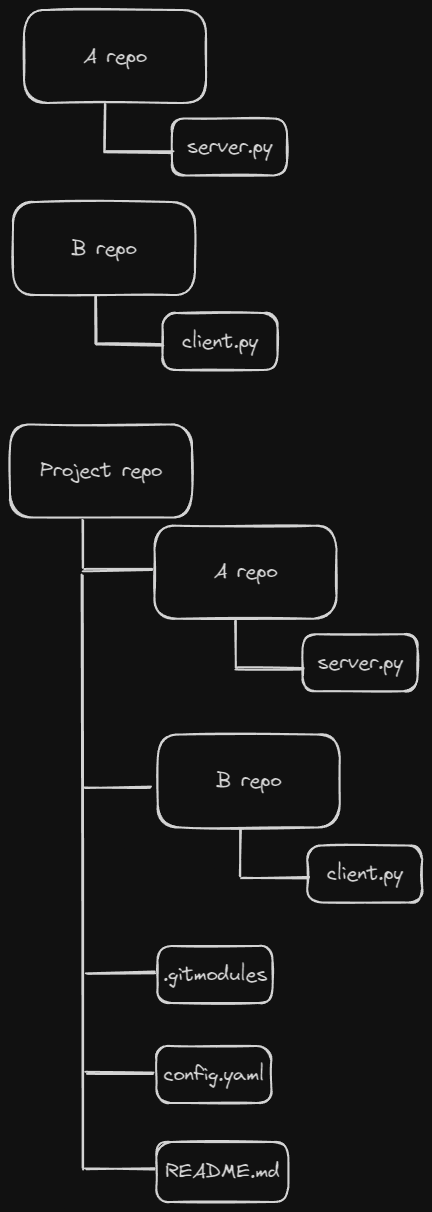 A repo
server.py
B repo
client.py
Project repo
A repo
server.py
B repo
client.py
.gitmodules
config.yaml
README.md